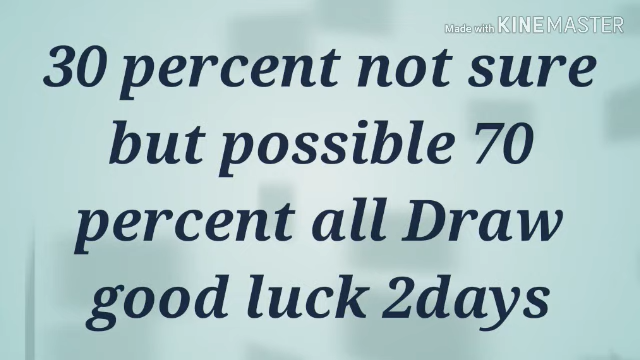 Made with KINEMASTER
30 percent not sure
but possible 70
percent all Draw
good luck 2days